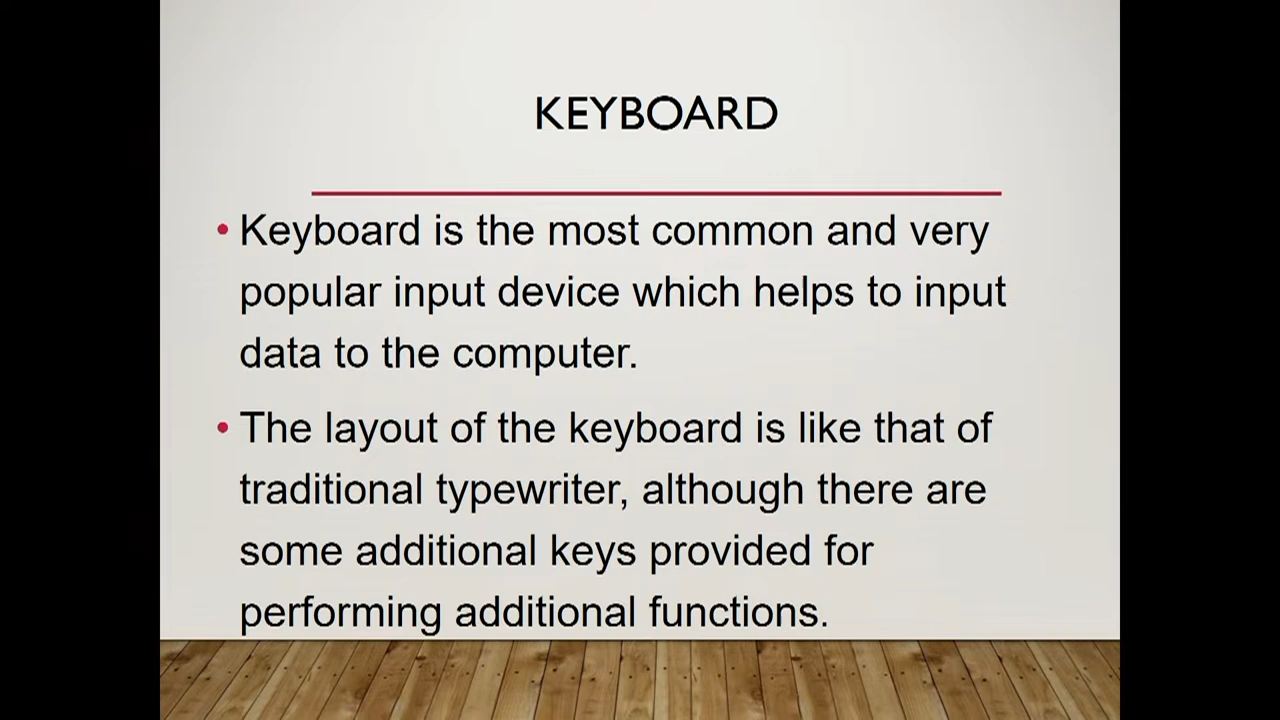 KEYBOARD
• Keyboard is the most common and very
popular input device which helps to input
data to the computer.
• The layout of the keyboard is like that of
traditional typewriter, although there are
some additional keys provided for
performing additional functions.